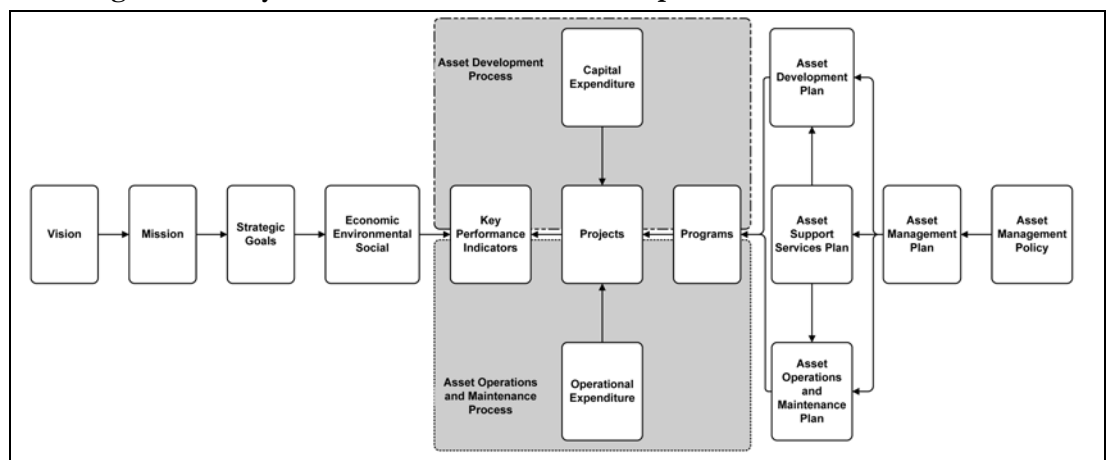 Asset Development
Process
Capital
Expenditure
Asset
Development
Plan
Vision
Mission
Strategic
Goals
Economic
Environmental
Social
Key
Performance
Indicators
Projects
Programs
Asset
Support
Services Plan
Asset
Management
Plan
Asset
Management
Policy
Asset Operations
and Maintenance
Process
Operational
Expenditure
Asset
Operations
and
Maintenance
Plan